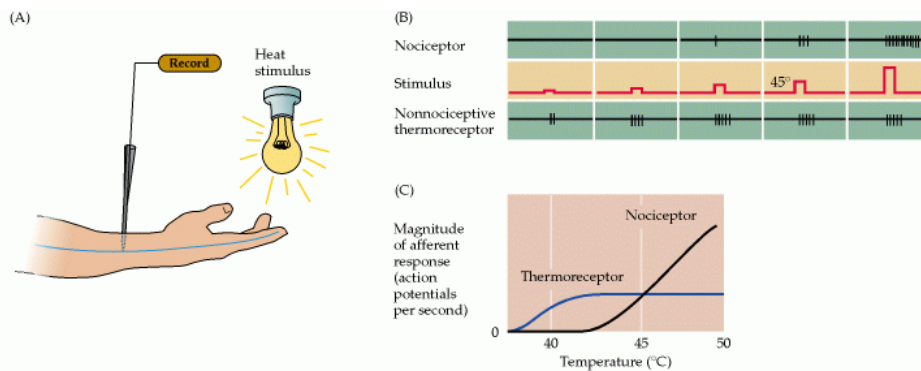 (A)
Record
Heat
stimulus
(B)
Nociceptor
Stimulus
45°
Nonnociceptive
thermoreceptor
(C)
Magnitude
of afferent
response
(action
potentials
per second)
Nociceptor
Thermoreceptor
0
40
45
50
Temperature (°C)